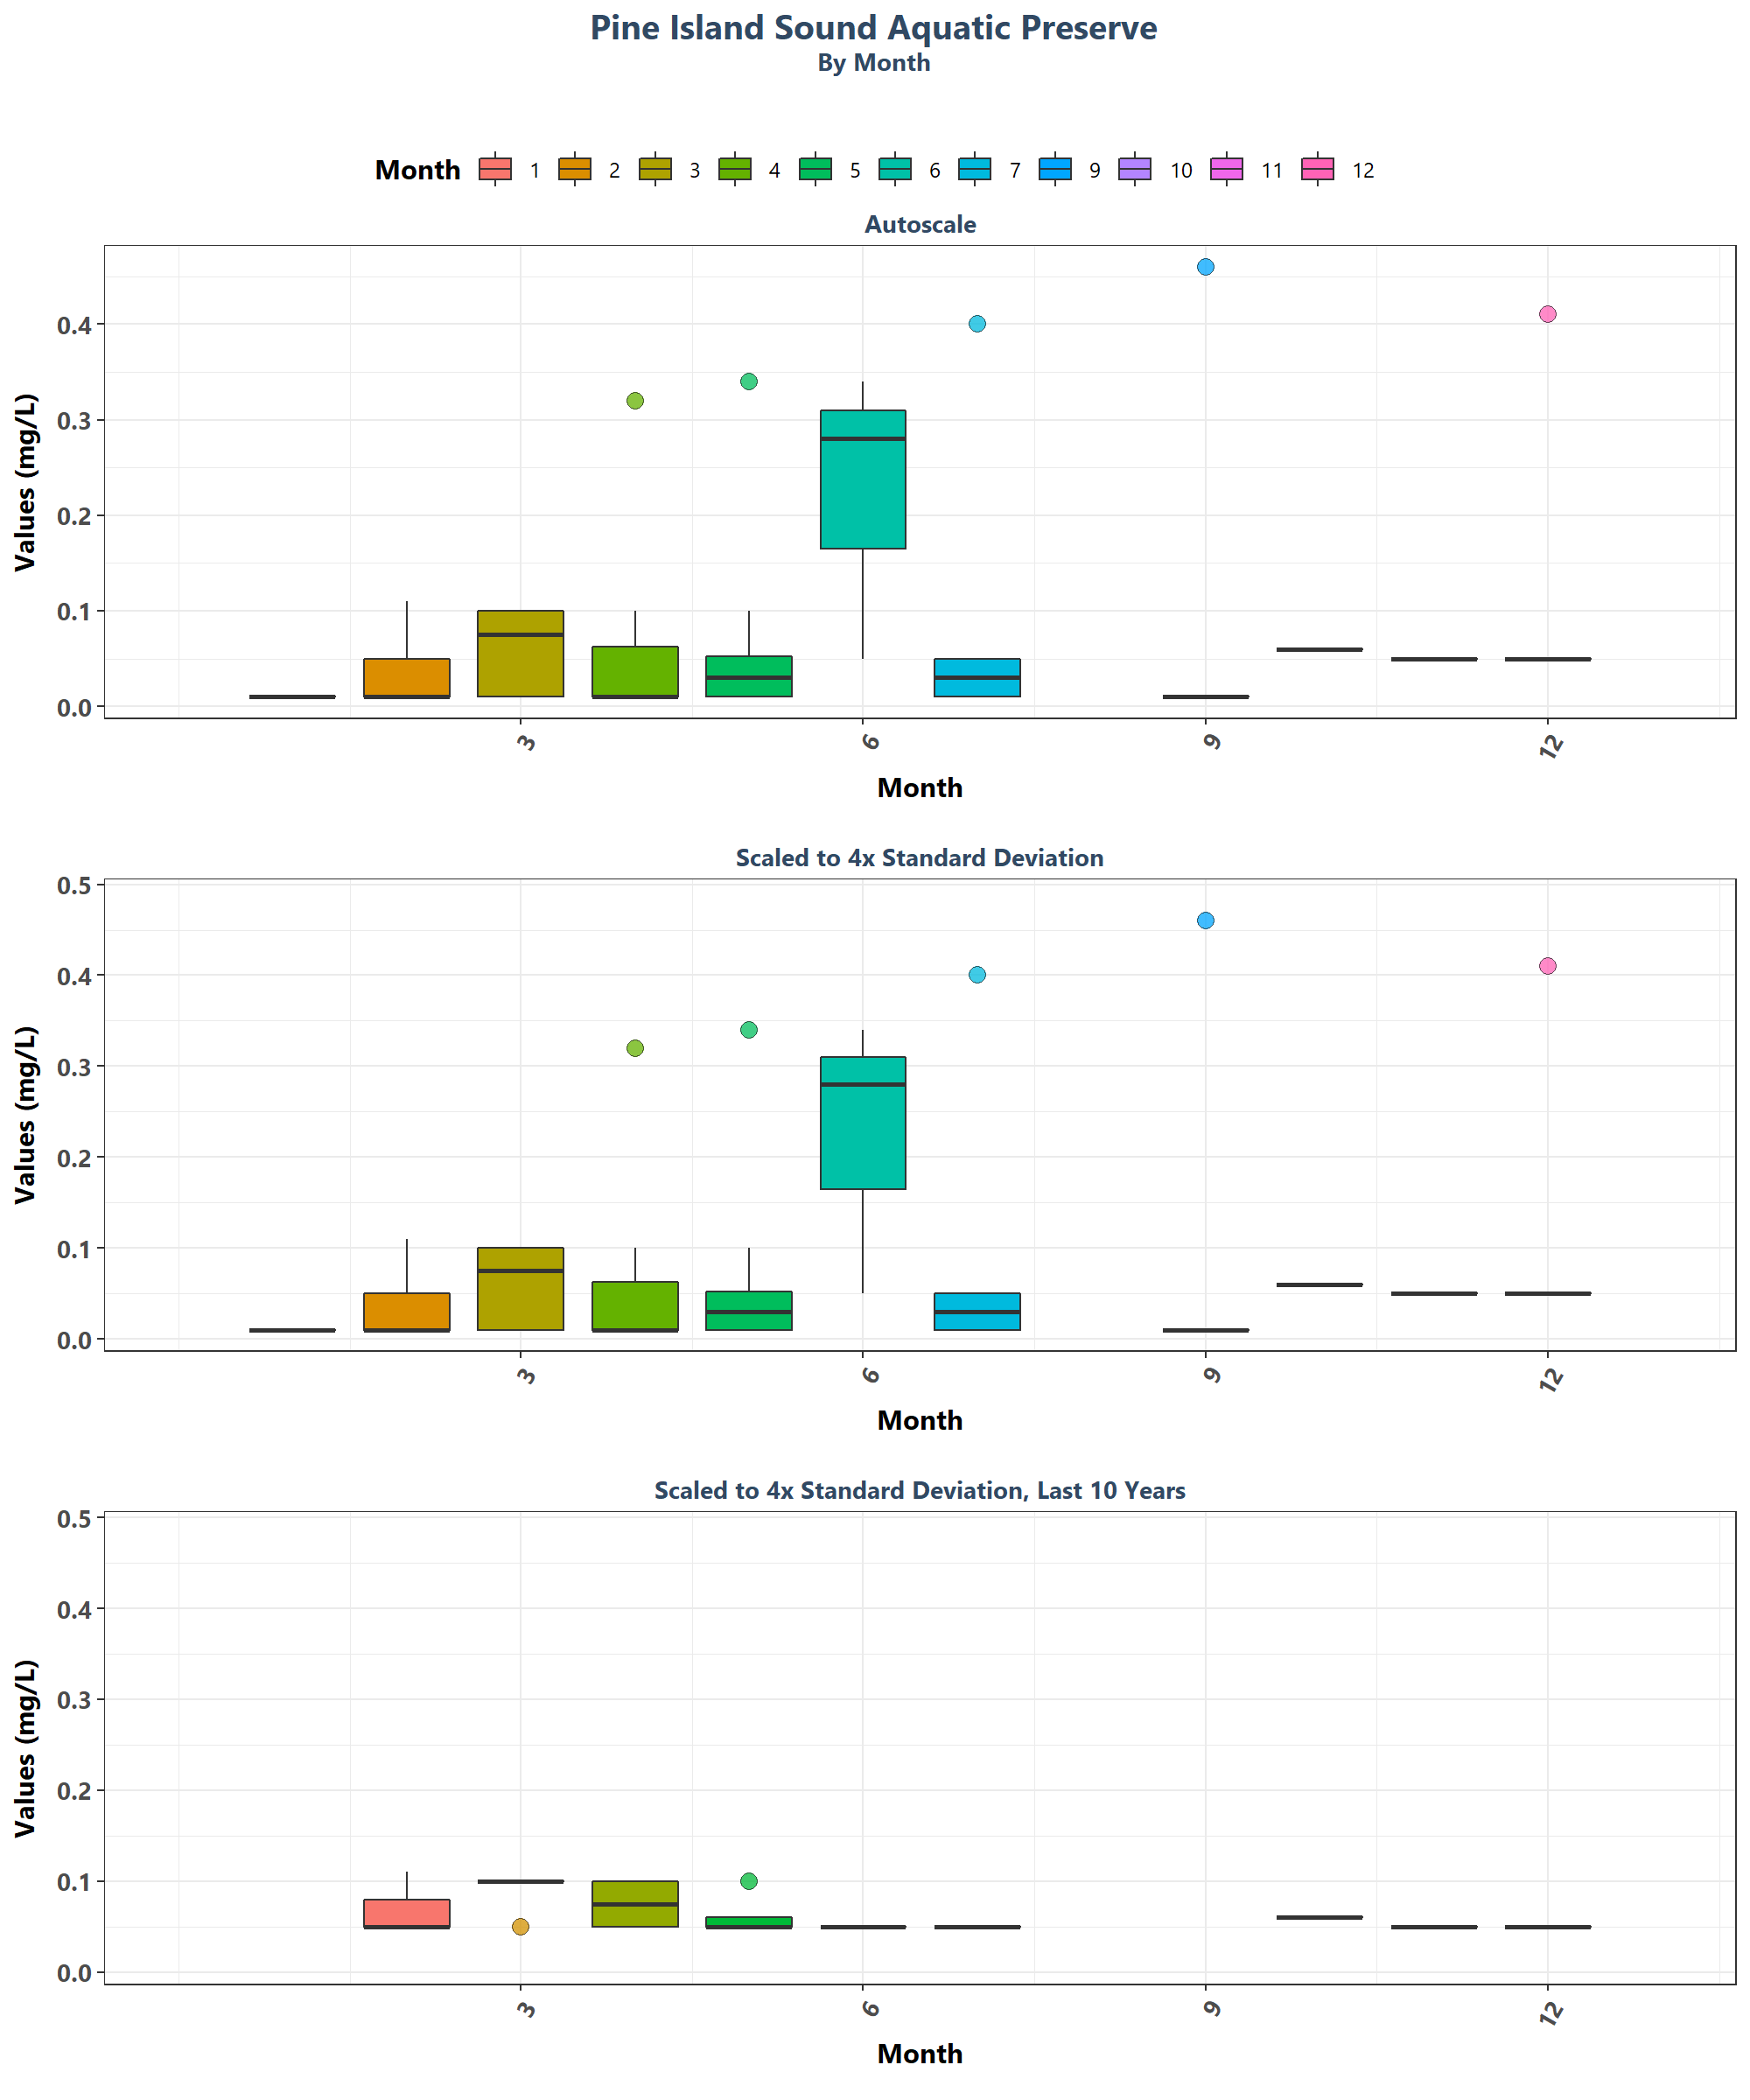 Pine Island Sound Aquatic Preserve
By Month
Month 1 2 3 4 5 6 7 9 10 11 12
Autoscale
Values (mg/L)
0.4
0.3
0.2
0.1
0.0
3 6 9 12
Month
Scaled to 4x Standard Deviation
Values (mg/L)
0.5
0.4
0.3
0.2
0.1
0.0
3 6 9 12
Month
Scaled to 4x Standard Deviation, Last 10 Years
Values (mg/L)
0.5
0.4
0.3
0.2
0.1
0.0
3 6 9 12
Month